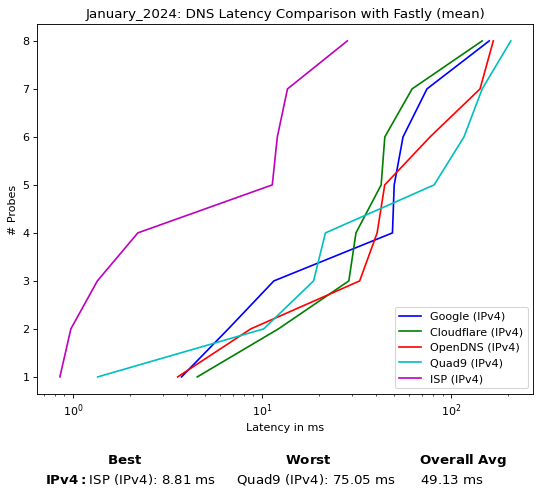 January_2024: DNS Latency Comparison with Fastly (mean)
8
7
6
5
4
3
2
1
# Probes
Google (IPv4)
Cloudflare (IPv4)
OpenDNS (IPv4)
Quad9 (IPv4)
ISP (IPv4)
10⁰ 10¹ 10²
Latency in ms
Best Worst Overall Avg
IPv4: ISP (IPv4): 8.81 ms Quad9 (IPv4): 75.05 ms 49.13 ms